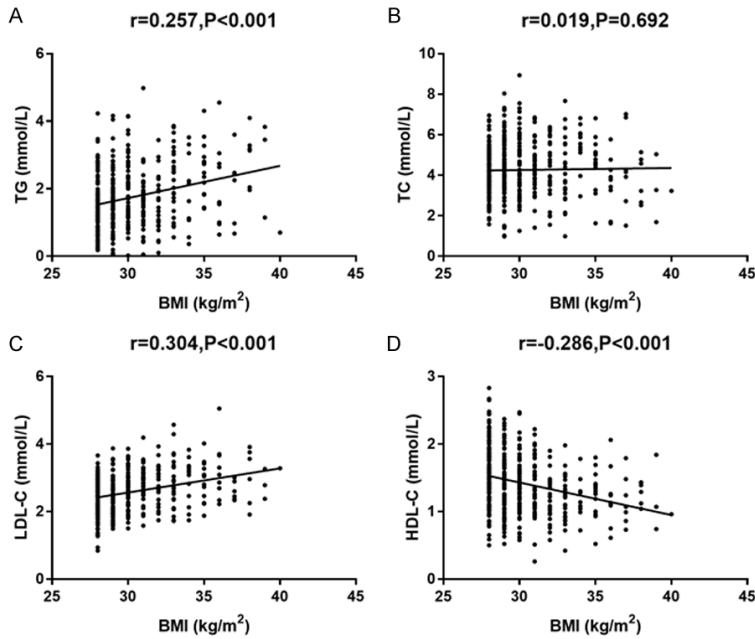 A
r=0.257,P<0.001
TG (mmol/L)
6
4
2
0
25
30
35
40
45
BMI (kg/m²)
B
r=0.019,P=0.692
TC (mmol/L)
10
8
6
4
2
0
25
30
35
40
45
BMI (kg/m²)
C
r=0.304,P<0.001
LDL-C (mmol/L)
6
4
2
0
25
30
35
40
45
BMI (kg/m²)
D
r=-0.286,P<0.001
HDL-C (mmol/L)
3
2
1
0
25
30
35
40
45
BMI (kg/m²)